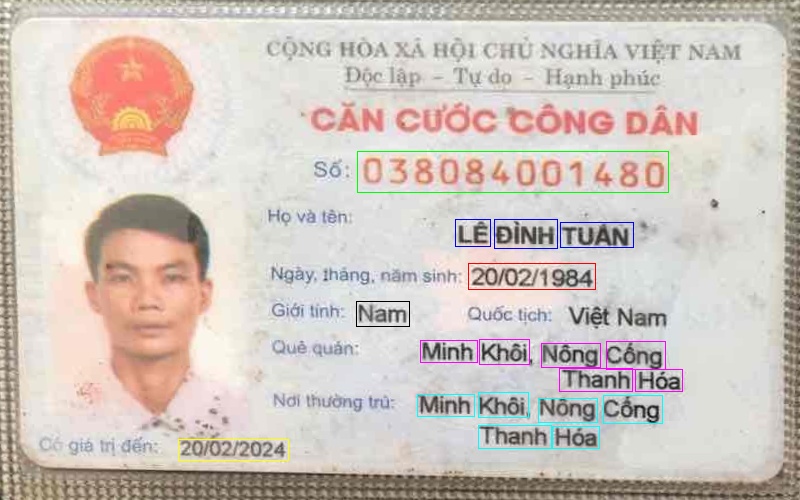 CỘNG HÒA XÃ HỘI CHỦ NGHĨA VIỆT NAM
Độc lập - Tự do - Hạnh phúc
CĂN CƯỚC CÔNG DÂN
Số: 038084001480
Họ và tên:
LÊ ĐÌNH TUÂN
Ngày, tháng, năm sinh: 20/02/1984
Giới tính: Nam Quốc tịch: Việt Nam
Quê quán: Minh Khôi, Nông Cống
Thanh Hóa
Nơi thường trú: Minh Khôi, Nông Cống
Thanh Hóa
Có giá trị đến: 20/02/2024